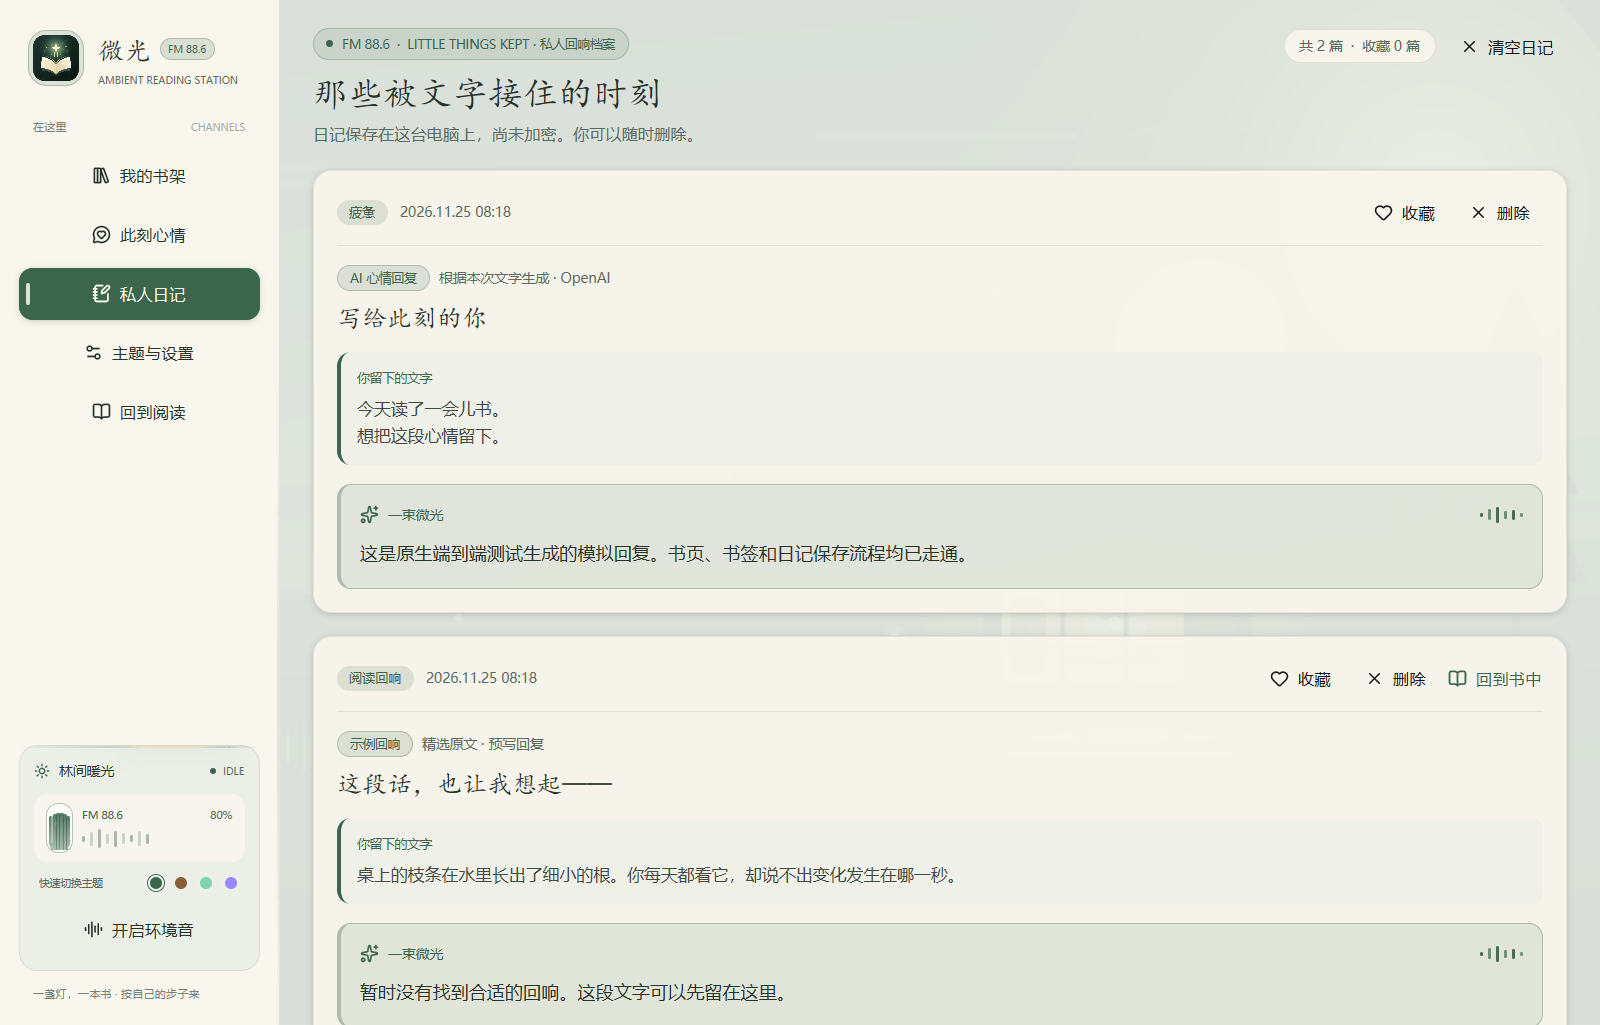 微光 FM 88.6
AMBIENT READING STATION
在这里 CHANNELS
我的书架
此刻心情
私人日记
主题与设置
回到阅读
林间暖光 IDLE
FM 88.6 80%
快速切换主题
开启环境音
一盏灯，一本书 · 按自己的步子来
FM 88.6 · LITTLE THINGS KEPT · 私人回响档案
共 2 篇 · 收藏 0 篇 清空日记
那些被文字接住的时刻
日记保存在这台电脑上，尚未加密。你可以随时删除。
疲惫 2026.11.25 08:18 收藏 删除
AI 心情回复 根据本次文字生成 · OpenAI
写给此刻的你
你留下的文字
今天读了一会儿书。
想把这段心情留下。
一束微光
这是原生端到端测试生成的模拟回复。书页、书签和日记保存流程均已走通。
阅读回响 2026.11.25 08:18 收藏 删除 回到书中
示例回响 精选原文 · 预写回复
这段话，也让我想起——
你留下的文字
桌上的枝条在水里长出了细小的根。你每天都看它，却说不出变化发生在哪一秒。
一束微光
暂时没有找到合适的回响。这段文字可以先留在这里。